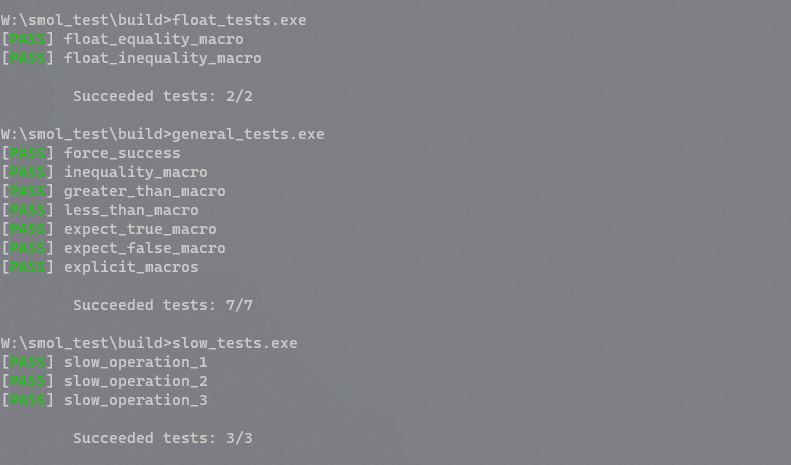 W:\smol_test\build>float_tests.exe
[PASS] float_equality_macro
[PASS] float_inequality_macro
Succeeded tests: 2/2
W:\smol_test\build>general_tests.exe
[PASS] force_success
[PASS] inequality_macro
[PASS] greater_than_macro
[PASS] less_than_macro
[PASS] expect_true_macro
[PASS] expect_false_macro
[PASS] explicit_macros
Succeeded tests: 7/7
W:\smol_test\build>slow_tests.exe
[PASS] slow_operation_1
[PASS] slow_operation_2
[PASS] slow_operation_3
Succeeded tests: 3/3